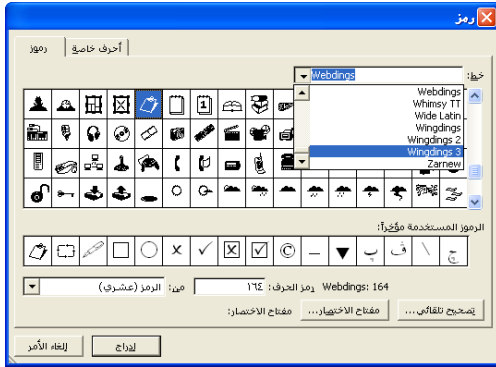 رمز
رموز
أحرف خاصة
خط:
Webdings
Webdings
Whimsy TT
Wide Latin
Wingdings
Wingdings 2
Wingdings 3
Zarnew
الرموز المستخدمة مؤخراً:
© ـ ▼ پ ڤ \ چ
Webdings: 164
رمز الحرف: ١٦٤
من: الرمز (عشري)
تصحيح تلقائي...
مفتاح الاختصار...
مفتاح الاختصار:
إدراج
إلغاء الأمر